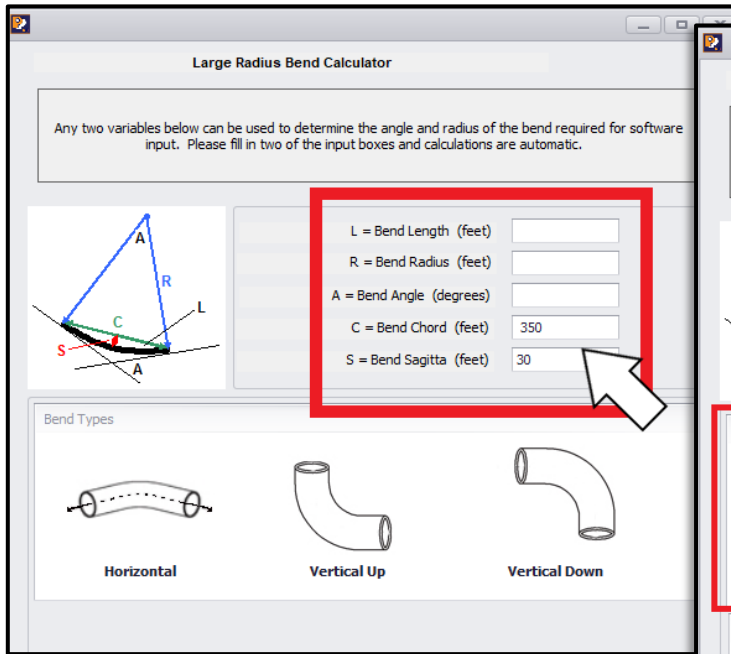 Large Radius Bend Calculator
Any two variables below can be used to determine the angle and radius of the bend required for software
input. Please fill in two of the input boxes and calculations are automatic.
A
R
L
C
S
A
L = Bend Length (feet)
R = Bend Radius (feet)
A = Bend Angle (degrees)
C = Bend Chord (feet) 350
S = Bend Sagitta (feet) 30
Bend Types
Horizontal Vertical Up Vertical Down